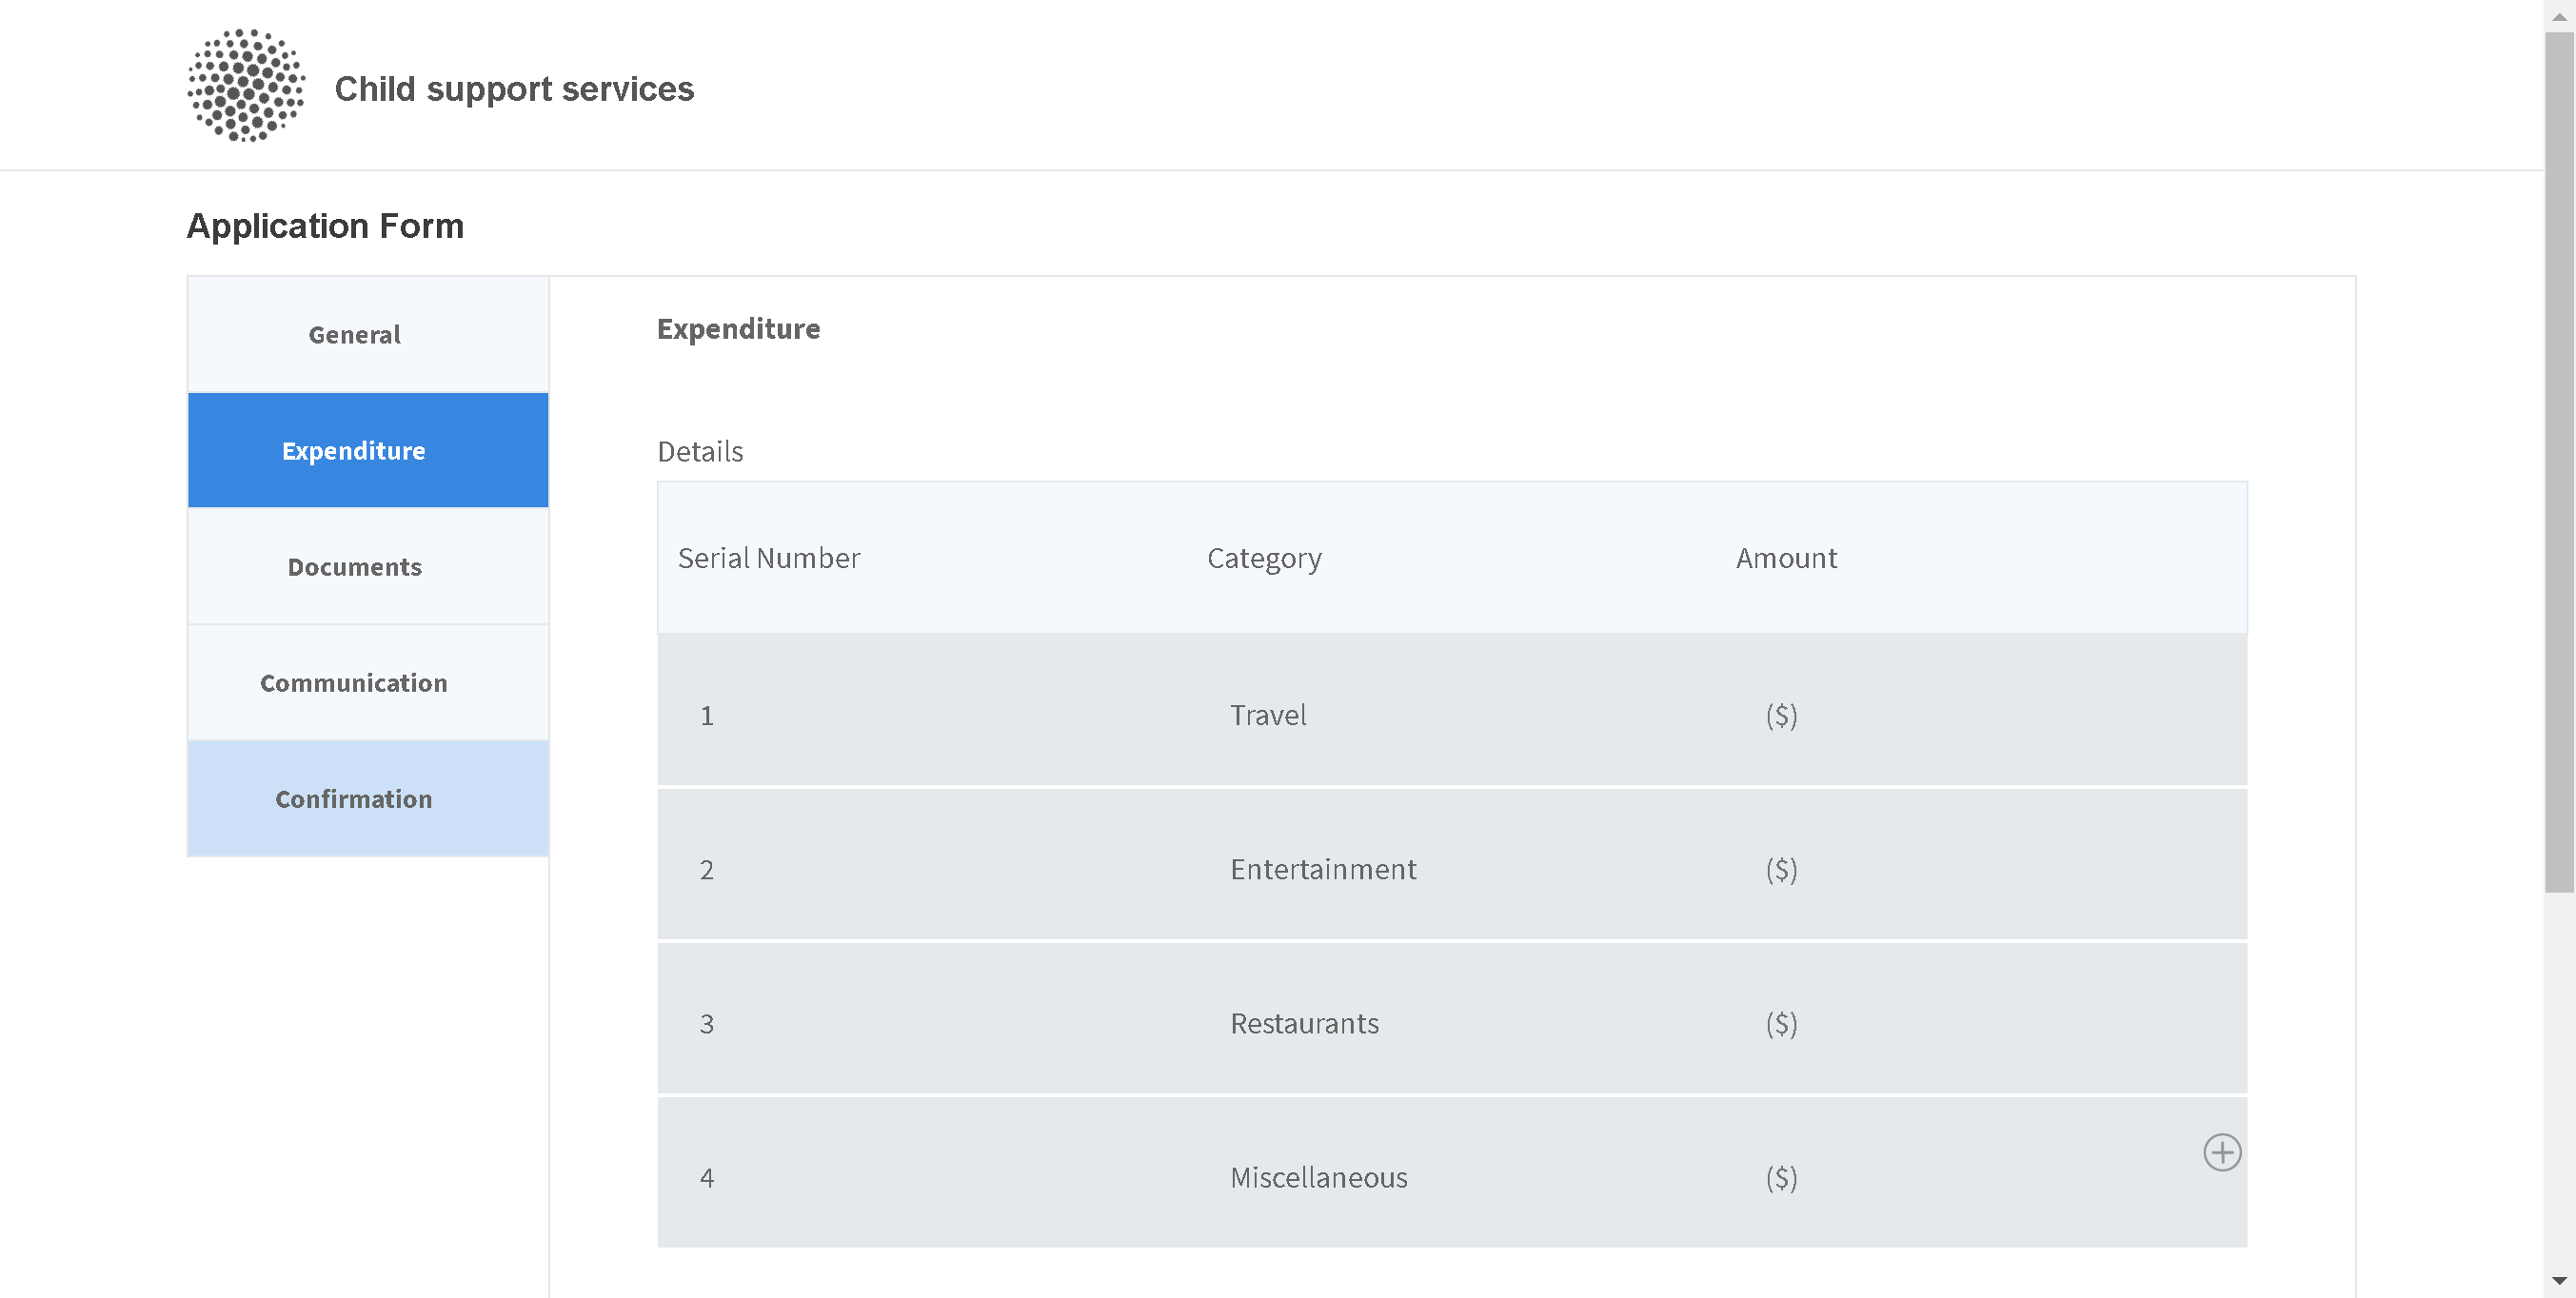 Child support services
Application Form
General
Expenditure
Documents
Communication
Confirmation
Expenditure
Details
Serial Number Category Amount
1 Travel ($)
2 Entertainment ($)
3 Restaurants ($)
4 Miscellaneous ($)